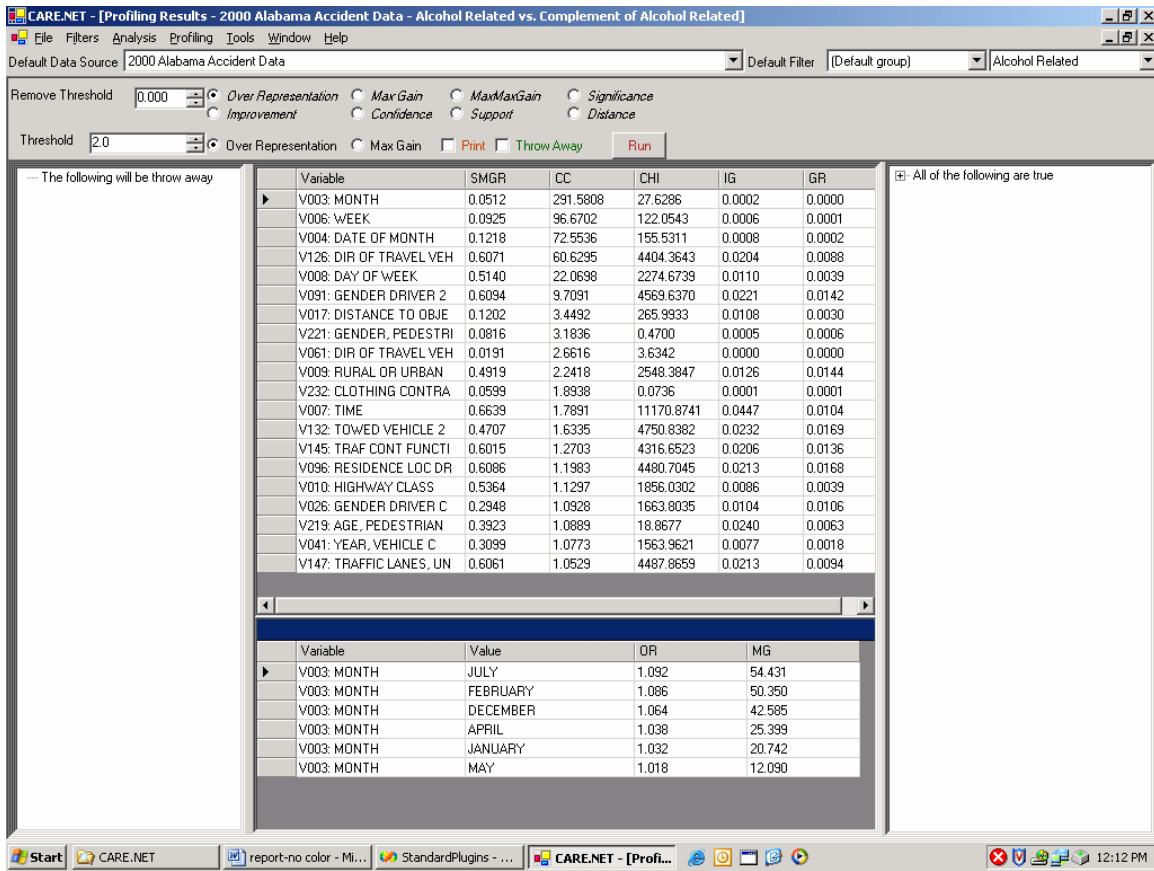 CARE.NET - [Profiling Results - 2000 Alabama Accident Data - Alcohol Related vs. Complement of Alcohol Related]
File Filters Analysis Profiling Tools Window Help
Default Data Source 2000 Alabama Accident Data Default Filter (Default group) Alcohol Related
Remove Threshold 0.000 Over Representation Max Gain MaxMaxGain Significance
Improvement Confidence Support Distance
Threshold 2.0 Over Representation Max Gain Print Throw Away Run
The following will be throw away
Variable SMGR CC CHI IG GR
V003: MONTH 0.0512 291.5808 27.6286 0.0002 0.0000
V006: WEEK 0.0925 96.6702 122.0543 0.0006 0.0001
V004: DATE OF MONTH 0.1218 72.5536 155.5311 0.0008 0.0002
V126: DIR OF TRAVEL VEH 0.6071 60.6295 4404.3643 0.0204 0.0088
V008: DAY OF WEEK 0.5140 22.0698 2274.6739 0.0110 0.0039
V091: GENDER DRIVER 2 0.6094 9.7091 4569.6370 0.0221 0.0142
V017: DISTANCE TO OBJE 0.1202 3.4492 265.9933 0.0108 0.0030
V221: GENDER, PEDESTRI 0.0816 3.1836 0.4700 0.0005 0.0006
V061: DIR OF TRAVEL VEH 0.0191 2.6616 3.6342 0.0000 0.0000
V009: RURAL OR URBAN 0.4919 2.2418 2548.3847 0.0126 0.0144
V232: CLOTHING CONTRA 0.0599 1.8938 0.0736 0.0001 0.0001
V007: TIME 0.6639 1.7891 11170.8741 0.0447 0.0104
V132: TOWED VEHICLE 2 0.4707 1.6335 4750.8382 0.0232 0.0169
V145: TRAF CONT FUNCTI 0.6015 1.2703 4316.6523 0.0206 0.0136
V096: RESIDENCE LOC DR 0.6086 1.1983 4480.7045 0.0213 0.0168
V010: HIGHWAY CLASS 0.5364 1.1297 1856.0302 0.0086 0.0039
V026: GENDER DRIVER C 0.2948 1.0928 1663.8035 0.0104 0.0106
V219: AGE, PEDESTRIAN 0.3923 1.0889 18.8677 0.0240 0.0063
V041: YEAR, VEHICLE C 0.3099 1.0773 1563.9621 0.0077 0.0018
V147: TRAFFIC LANES, UN 0.6061 1.0529 4487.8659 0.0213 0.0094
All of the following are true
Variable Value OR MG
V003: MONTH JULY 1.092 54.431
V003: MONTH FEBRUARY 1.086 50.350
V003: MONTH DECEMBER 1.064 42.585
V003: MONTH APRIL 1.038 25.399
V003: MONTH JANUARY 1.032 20.742
V003: MONTH MAY 1.018 12.090
Start CARE.NET report-no color - Mi... StandardPlugins - ... CARE.NET - [Profi... 12:12 PM